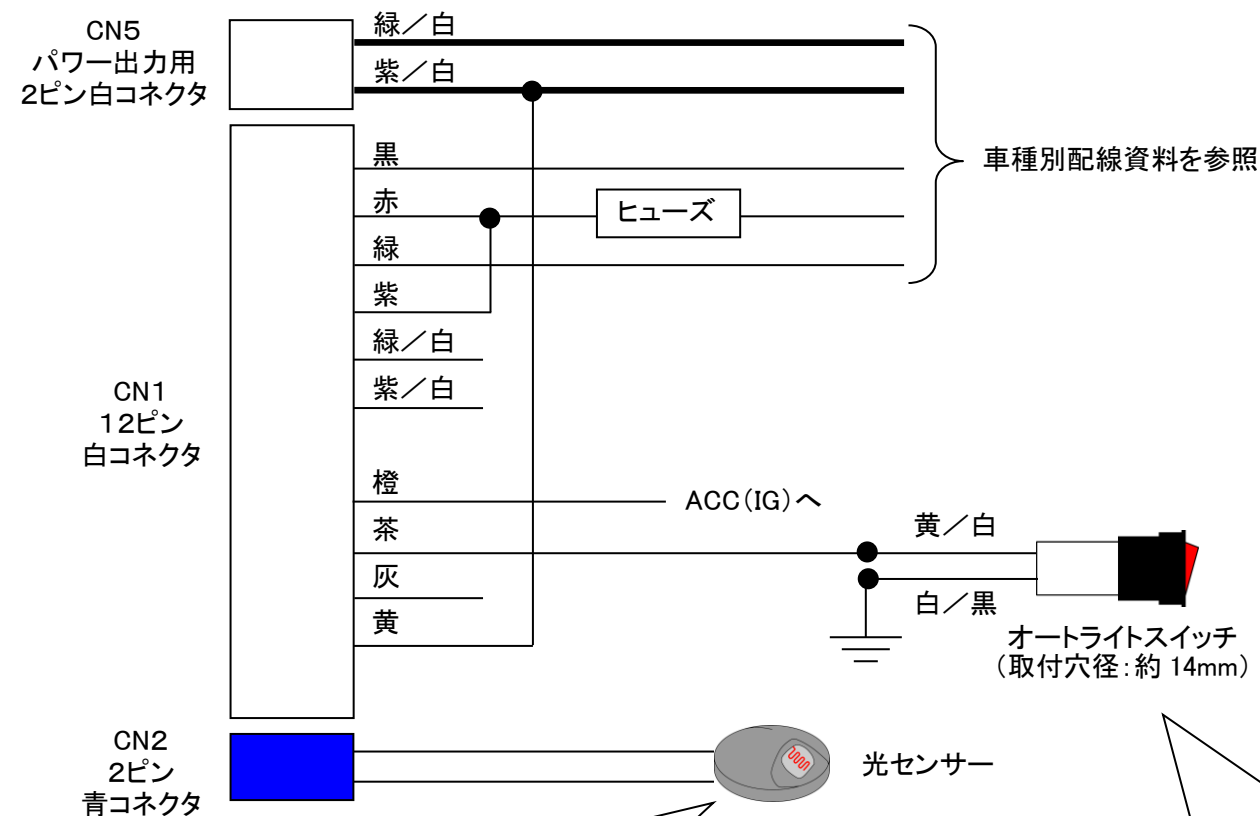 CN5
パワー出力用
2ピン白コネクタ
緑／白
紫／白
車種別配線資料を参照
黒
赤
ヒューズ
緑
紫
緑／白
紫／白
CN1
12ピン
白コネクタ
橙
ACC(IG)へ
茶
黄／白
灰
白／黒
黄
オートライトスイッチ
(取付穴径：約 14mm)
CN2
2ピン
青コネクタ
光センサー